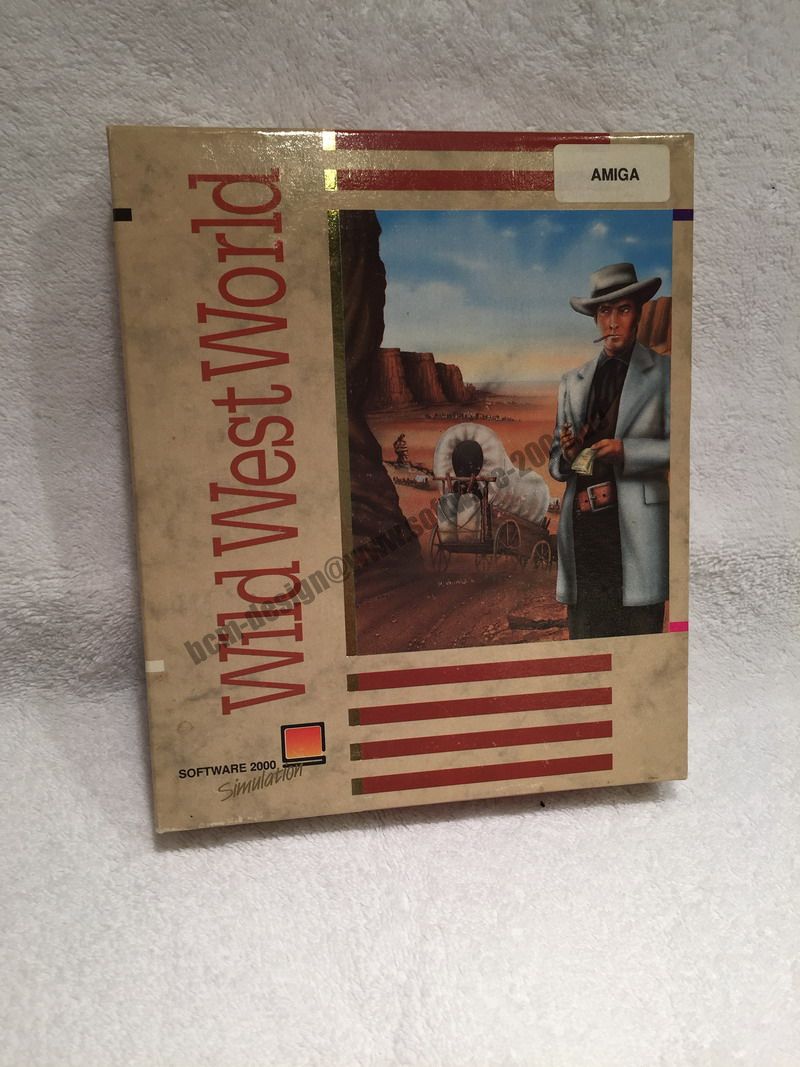 AMIGA
Wild West World
SOFTWARE 2000
Simulation